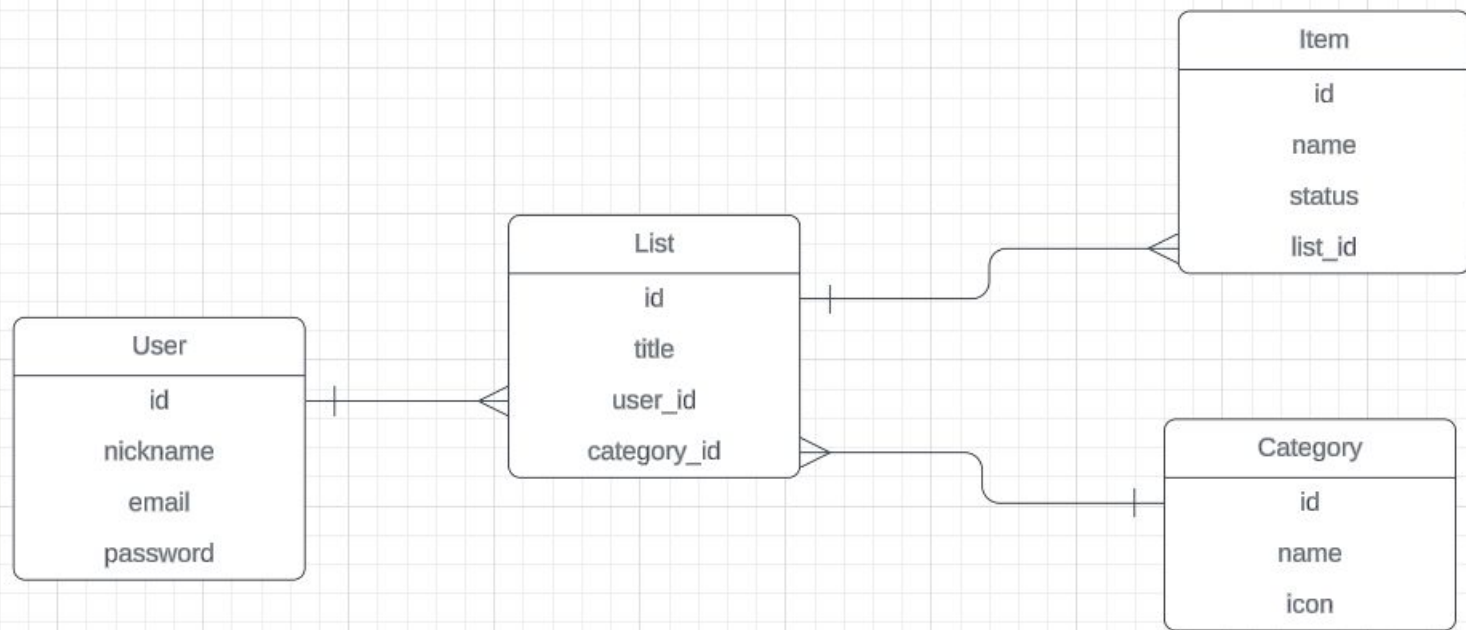 User
id
nickname
email
password
List
id
title
user_id
category_id
Item
id
name
status
list_id
Category
id
name
icon